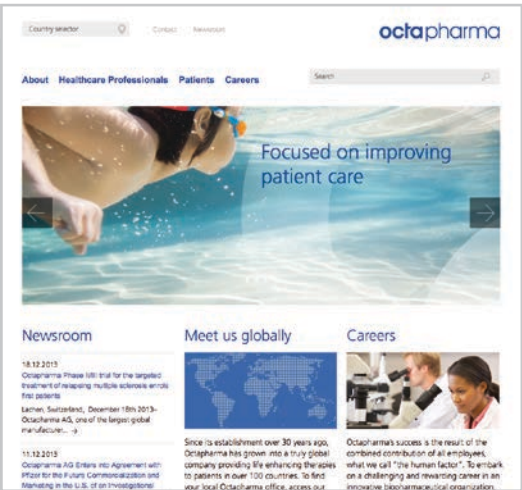 Country selector
Contact
Newsroom
octapharma
About Healthcare Professionals Patients Careers
Search
Focused on improving
patient care
Newsroom
18.12.2013
Octapharma Phase I/II trial for the targeted
treatment of relapsing multiple sclerosis enrols
first patients
Lachen, Switzerland, December 18th 2013-
Octapharma AG, one of the largest global
manufacturer...
11.12.2013
Octapharma AG Enters into Agreement with
Pfizer for the Future Commercialization and
Marketing in the U.S. of an Investigational
Meet us globally
Since its establishment over 30 years ago,
Octapharma has grown into a truly global
company providing life enhancing therapies
to patients in over 100 countries. To find
your local Octapharma office, access our
Careers
Octapharma's success is the result of the
combined contribution of all employees,
what we call "the human factor". To embark
on a challenging and rewarding career in an
innovative biopharmaceutical organization,